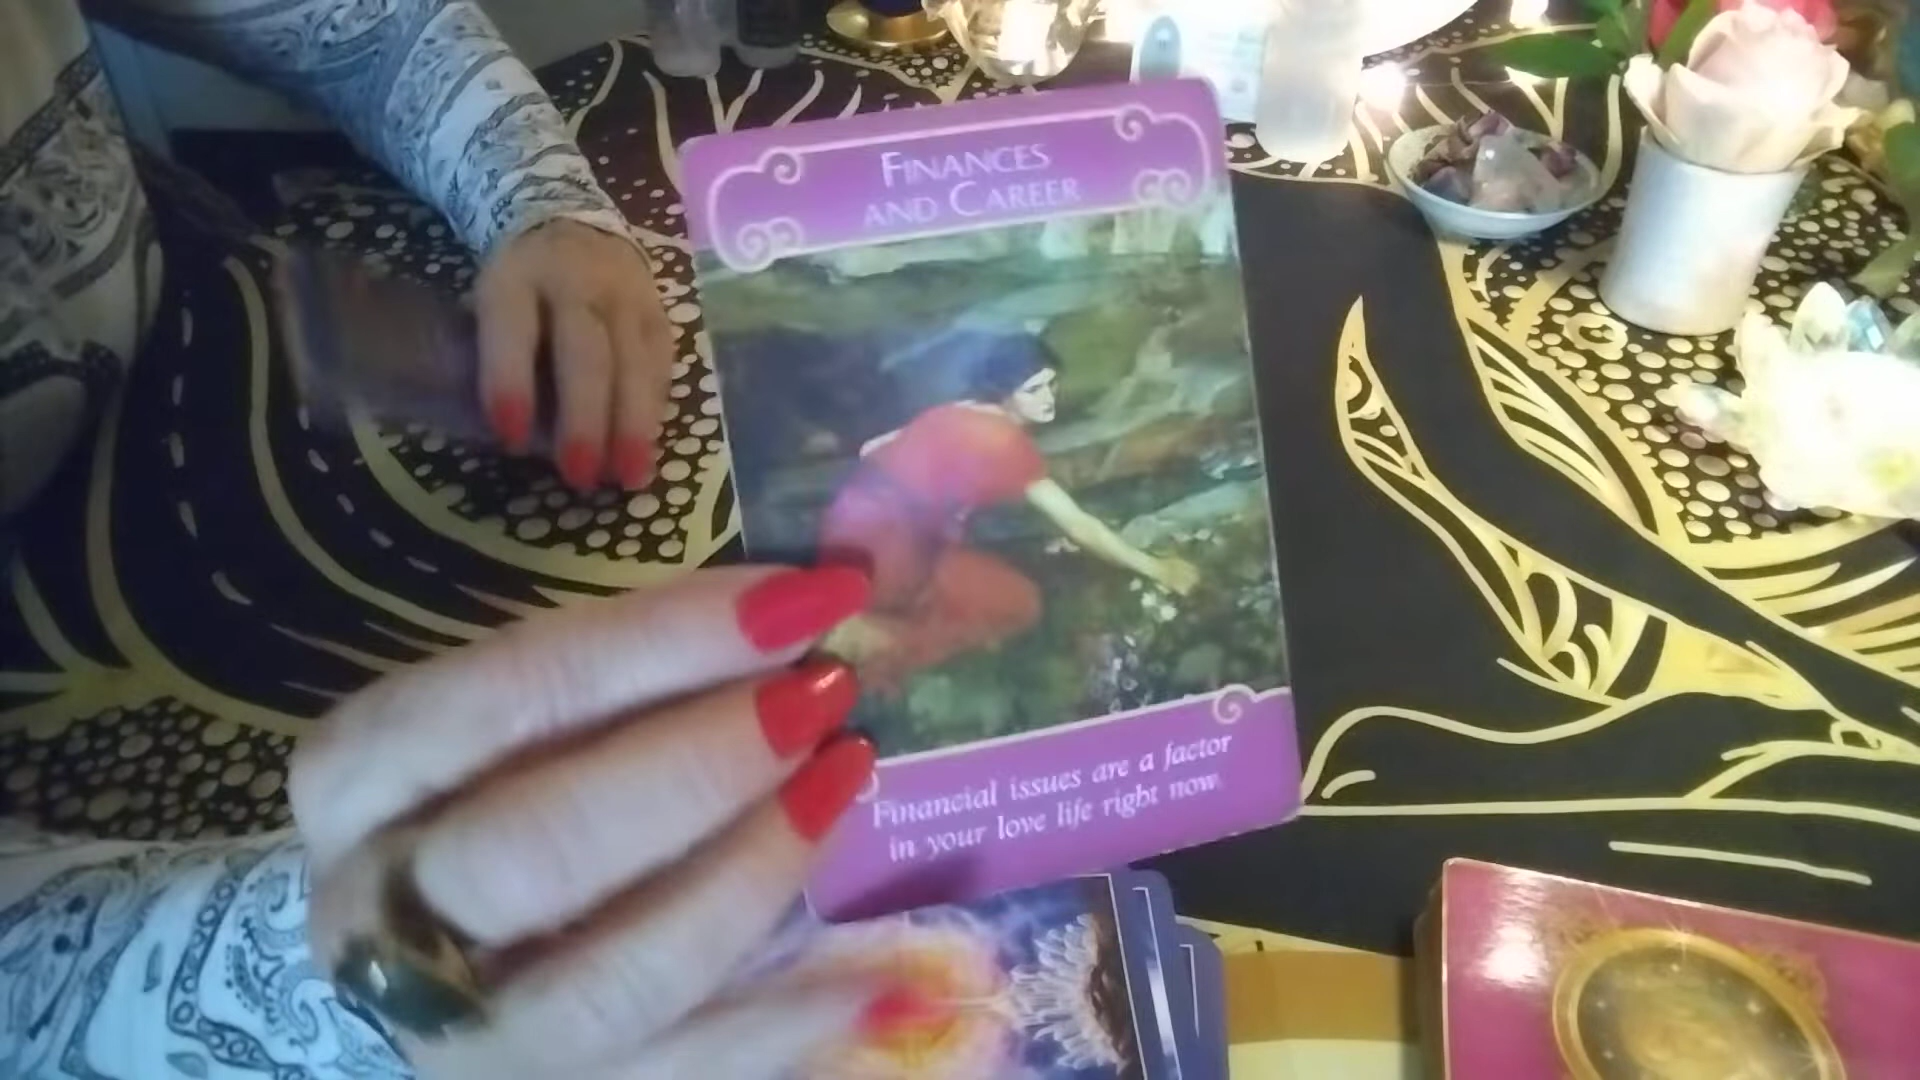 FINANCES
AND CAREER
Financial issues are a factor
in your love life right now.